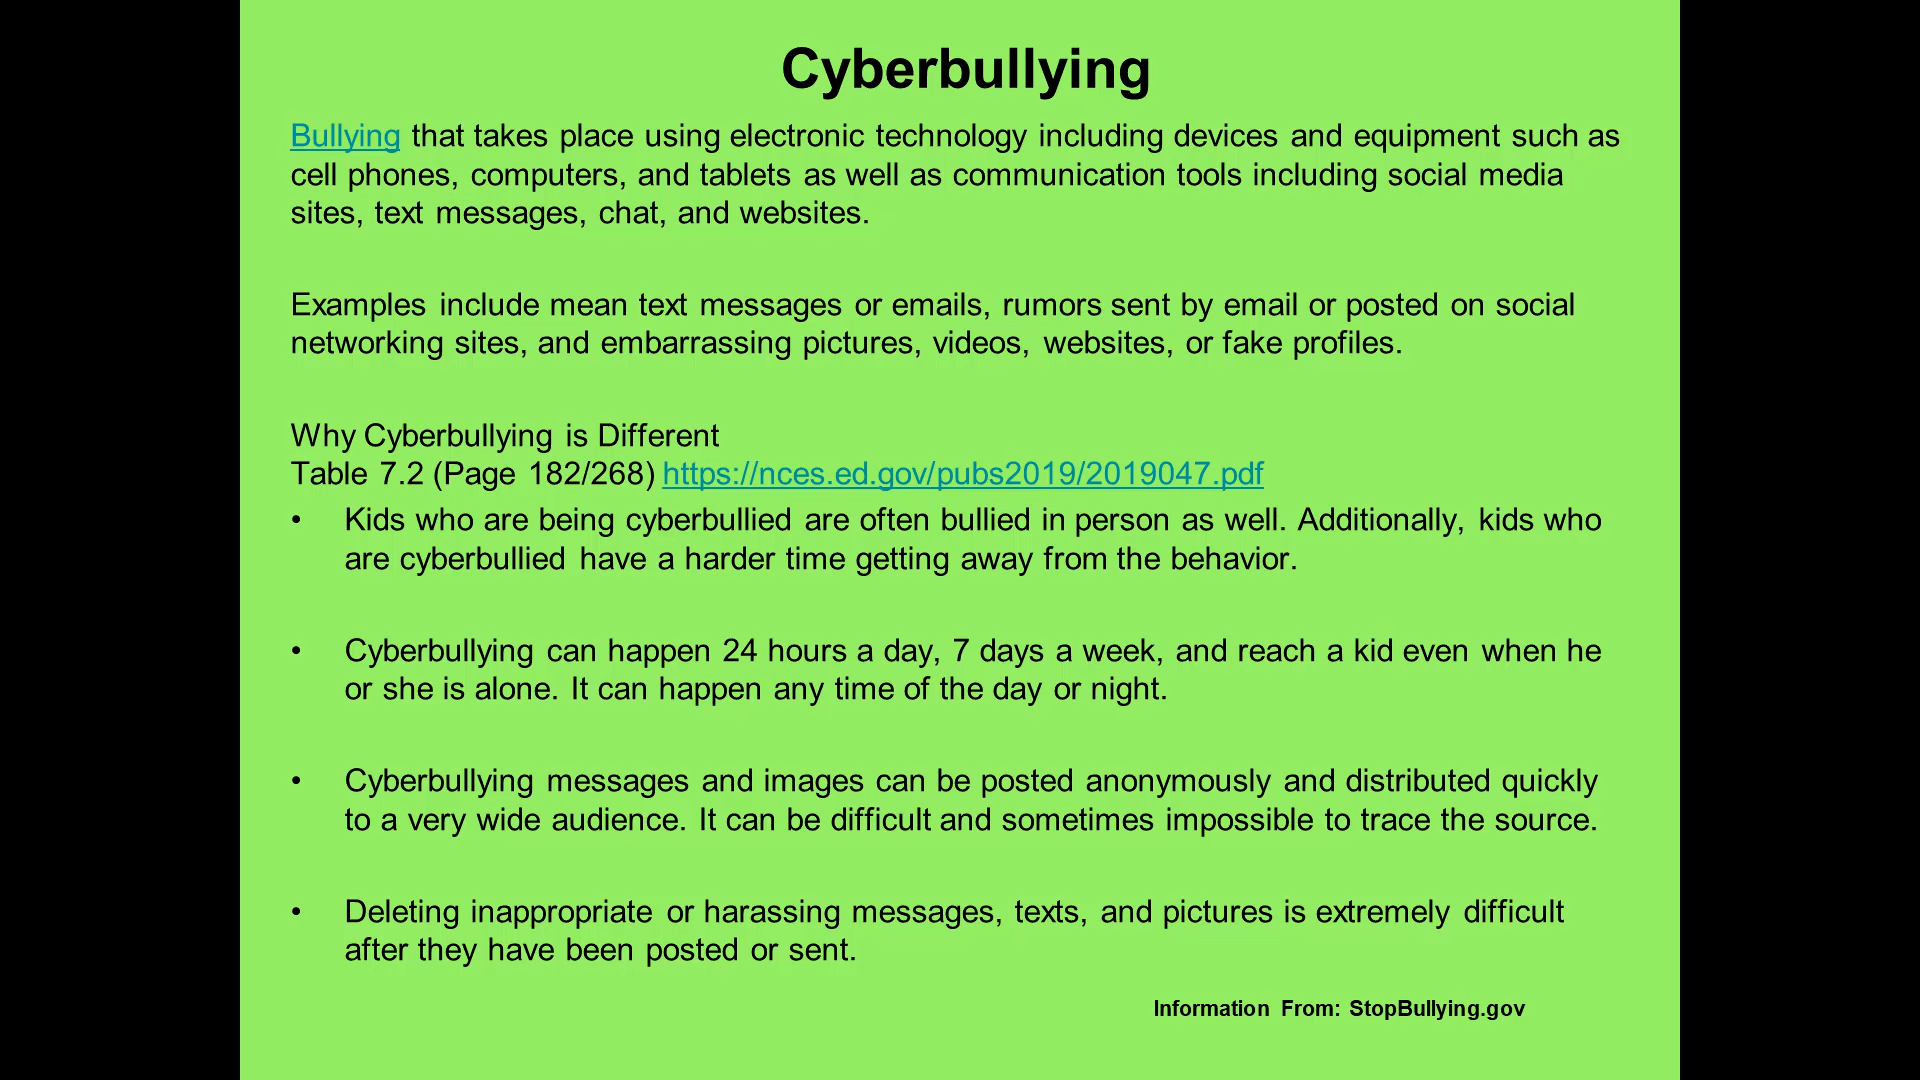 Cyberbullying
Bullying that takes place using electronic technology including devices and equipment such as
cell phones, computers, and tablets as well as communication tools including social media
sites, text messages, chat, and websites.
Examples include mean text messages or emails, rumors sent by email or posted on social
networking sites, and embarrassing pictures, videos, websites, or fake profiles.
Why Cyberbullying is Different
Table 7.2 (Page 182/268) https://nces.ed.gov/pubs2019/2019047.pdf
• Kids who are being cyberbullied are often bullied in person as well. Additionally, kids who
are cyberbullied have a harder time getting away from the behavior.
• Cyberbullying can happen 24 hours a day, 7 days a week, and reach a kid even when he
or she is alone. It can happen any time of the day or night.
• Cyberbullying messages and images can be posted anonymously and distributed quickly
to a very wide audience. It can be difficult and sometimes impossible to trace the source.
• Deleting inappropriate or harassing messages, texts, and pictures is extremely difficult
after they have been posted or sent.
Information From: StopBullying.gov